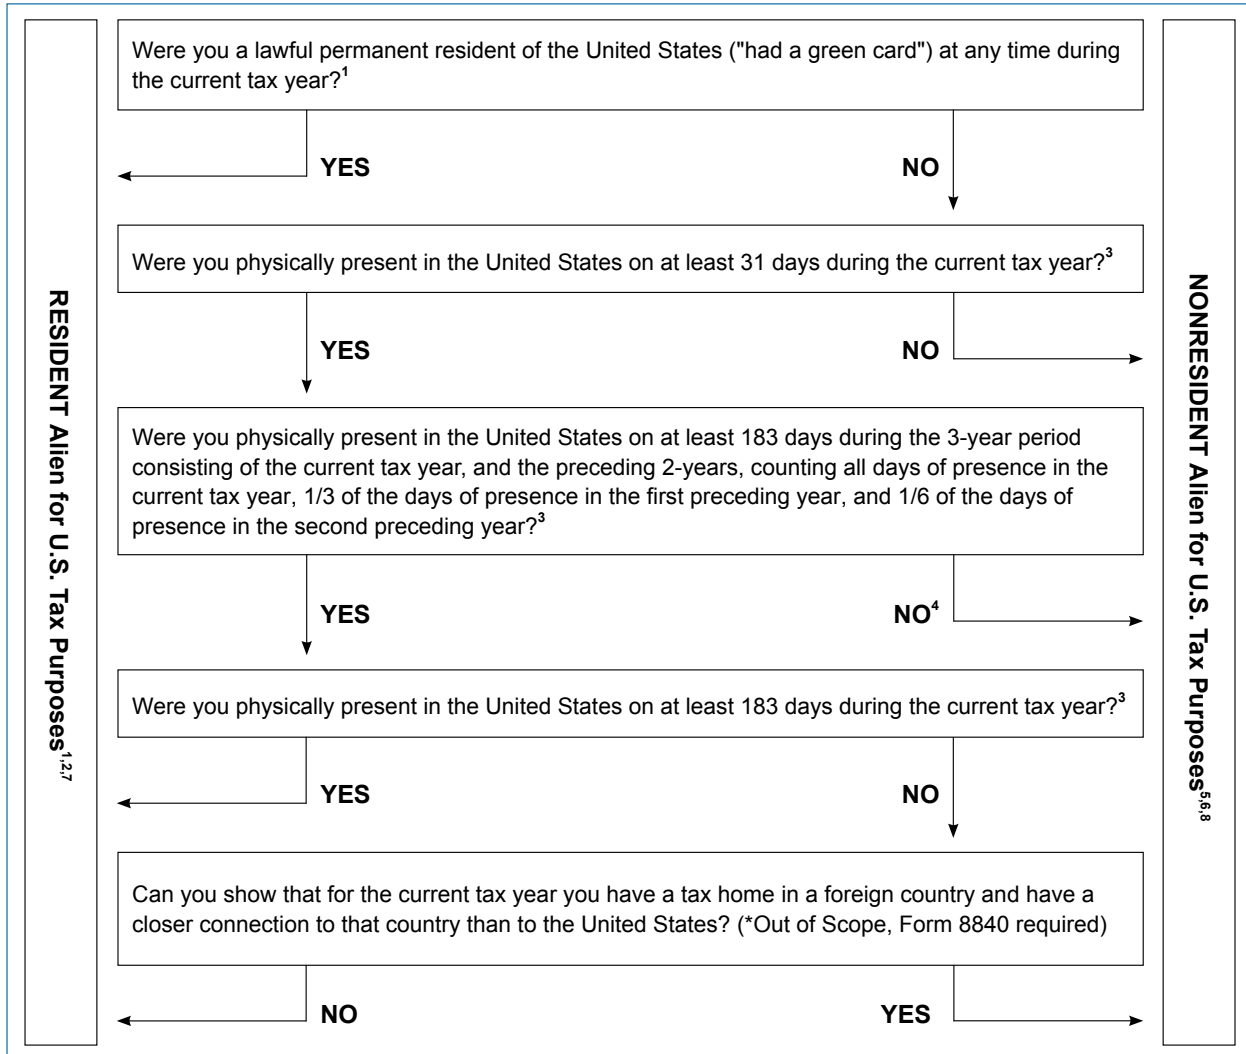 Were you a lawful permanent resident of the United States ("had a green card") at any time during
the current tax year?1
YES
NO
Were you physically present in the United States on at least 31 days during the current tax year?3
YES
NO
Were you physically present in the United States on at least 183 days during the 3-year period
consisting of the current tax year, and the preceding 2-years, counting all days of presence in the
current tax year, 1/3 of the days of presence in the first preceding year, and 1/6 of the days of
presence in the second preceding year?3
YES
NO4
Were you physically present in the United States on at least 183 days during the current tax year?3
YES
NO
Can you show that for the current tax year you have a tax home in a foreign country and have a
closer connection to that country than to the United States? (*Out of Scope, Form 8840 required)
NO
YES
RESIDENT Alien for U.S. Tax Purposes1,2,7
NONRESIDENT Alien for U.S. Tax Purposes5,6,8